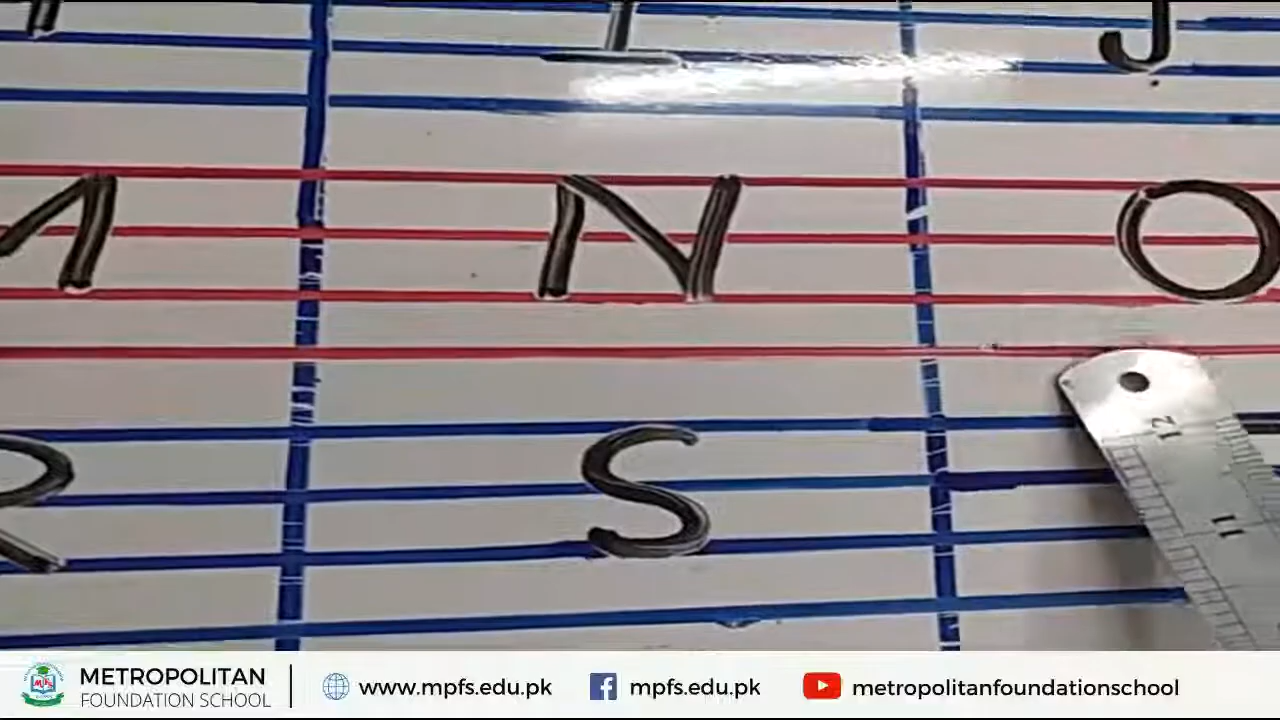 I J
M N O
R S
12
11
METROPOLITAN
FOUNDATION SCHOOL
www.mpfs.edu.pk
mpfs.edu.pk
metropolitanfoundationschool